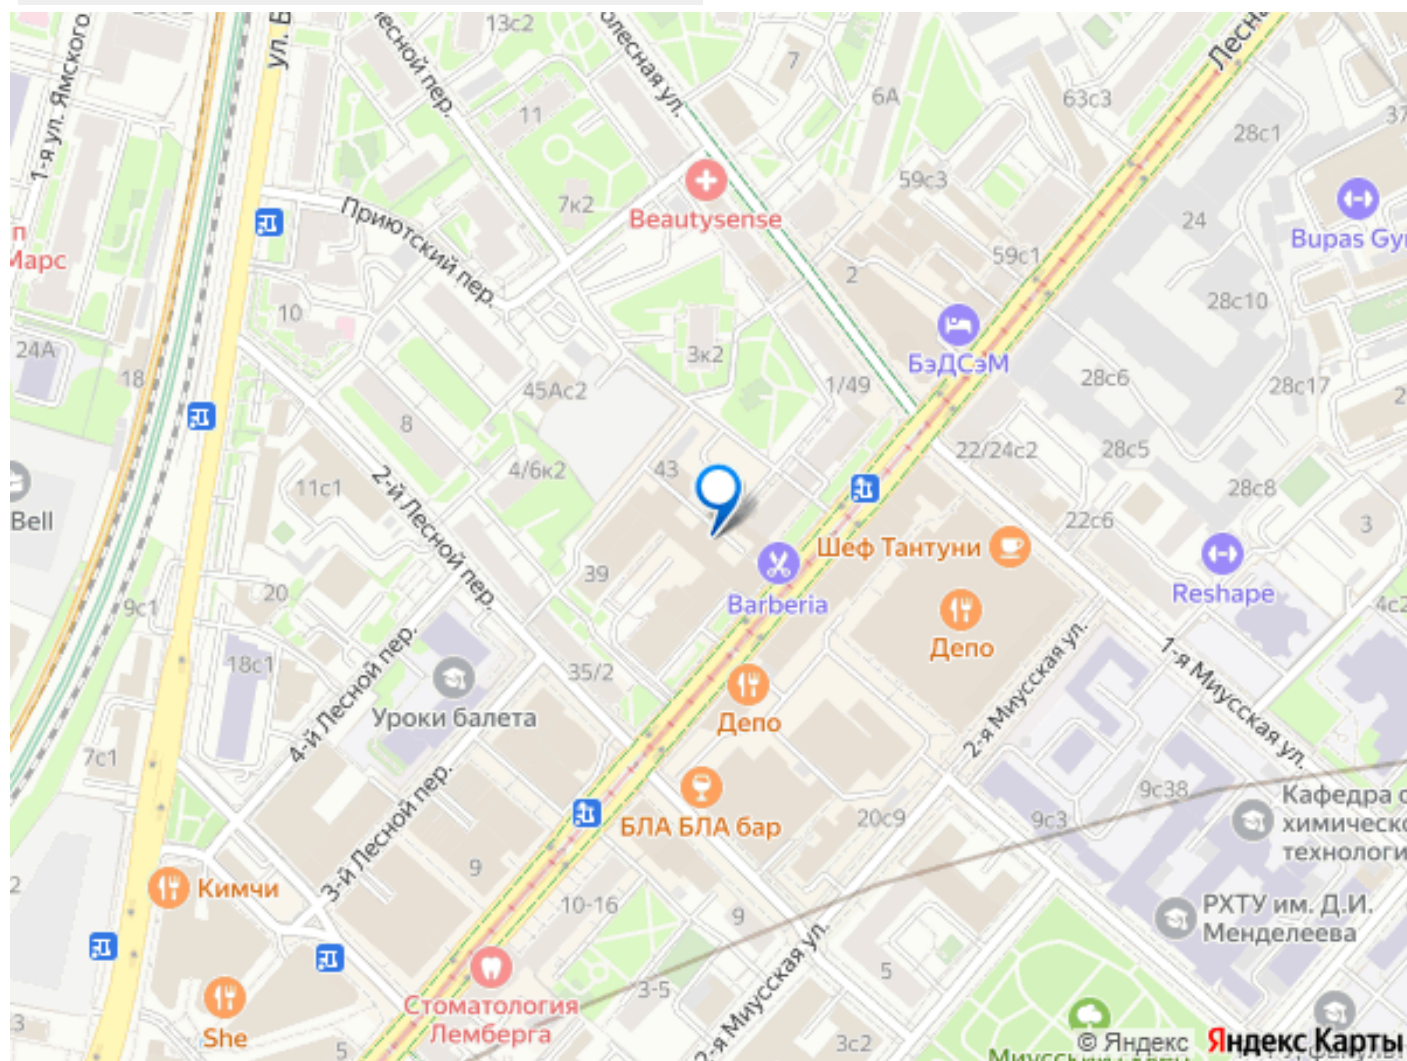 13с2
лесной пер.
олесная ул.
ул. Б
1-я ул. Ямского
Лесна
7
6А
63с3
28с1
37
11
59с3
7к2
Beautysense
Приютский пер.
п
Марс
24
Bupas Gy
59с1
2
10
28с10
24А
18
3к2
БэДСэМ
45Ас2
1/49
28с6
28с17
2
8
22/24с2
28с5
4/6к2
43
11с1
2-й Лесной пер.
28с8
Bell
22с6
3
Шеф Тантуни
39
Barberia
Reshape
20
9с1
4с2
Депо
18с1
35/2
4-й Лесной пер.
Уроки балета
Депо
2-я Миусская ул.
1-я Миусская ул.
7с1
9с38
Кафедра
химическо
технологи
БЛА БЛА бар
20с9
9с3
3-й Лесной пер.
9
2
Кимчи
10-16
9
РХТУ им. Д.И.
Менделеева
5
3-5
2-я Миусская ул.
Стоматология
Лемберга
3
She
5
3с2
© Яндекс Яндекс Карты